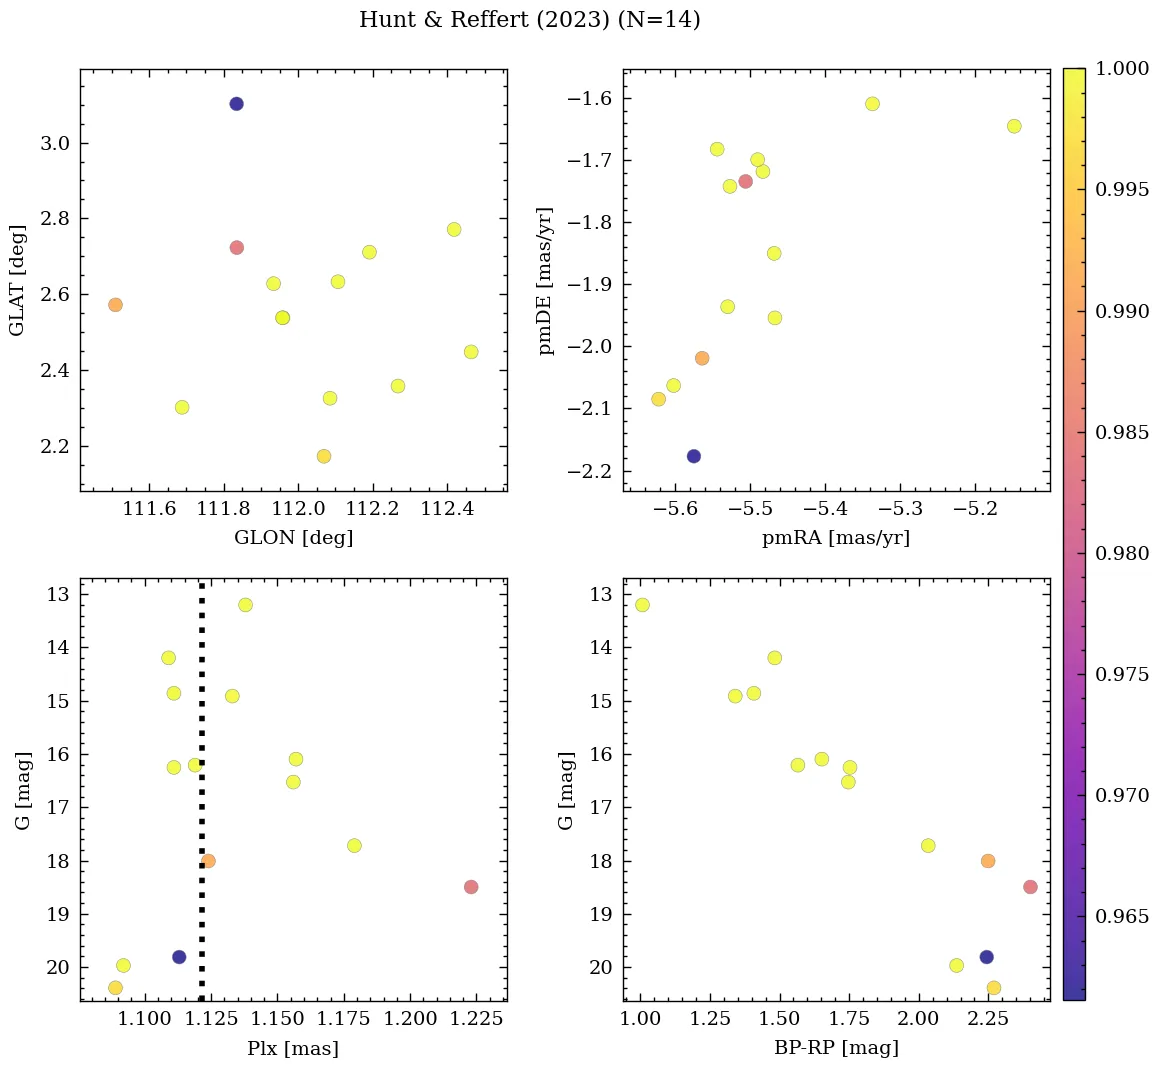 Hunt & Reffert (2023) (N=14)
3.0
2.8
2.6
2.4
2.2
GLAT [deg]
111.6 111.8 112.0 112.2 112.4
GLON [deg]
−1.6
−1.7
−1.8
−1.9
−2.0
−2.1
−2.2
pmDE [mas/yr]
−5.6 −5.5 −5.4 −5.3 −5.2
pmRA [mas/yr]
13
14
15
16
17
18
19
20
G [mag]
1.100 1.125 1.150 1.175 1.200 1.225
Plx [mas]
13
14
15
16
17
18
19
20
G [mag]
1.00 1.25 1.50 1.75 2.00 2.25
BP-RP [mag]
1.000
0.995
0.990
0.985
0.980
0.975
0.970
0.965